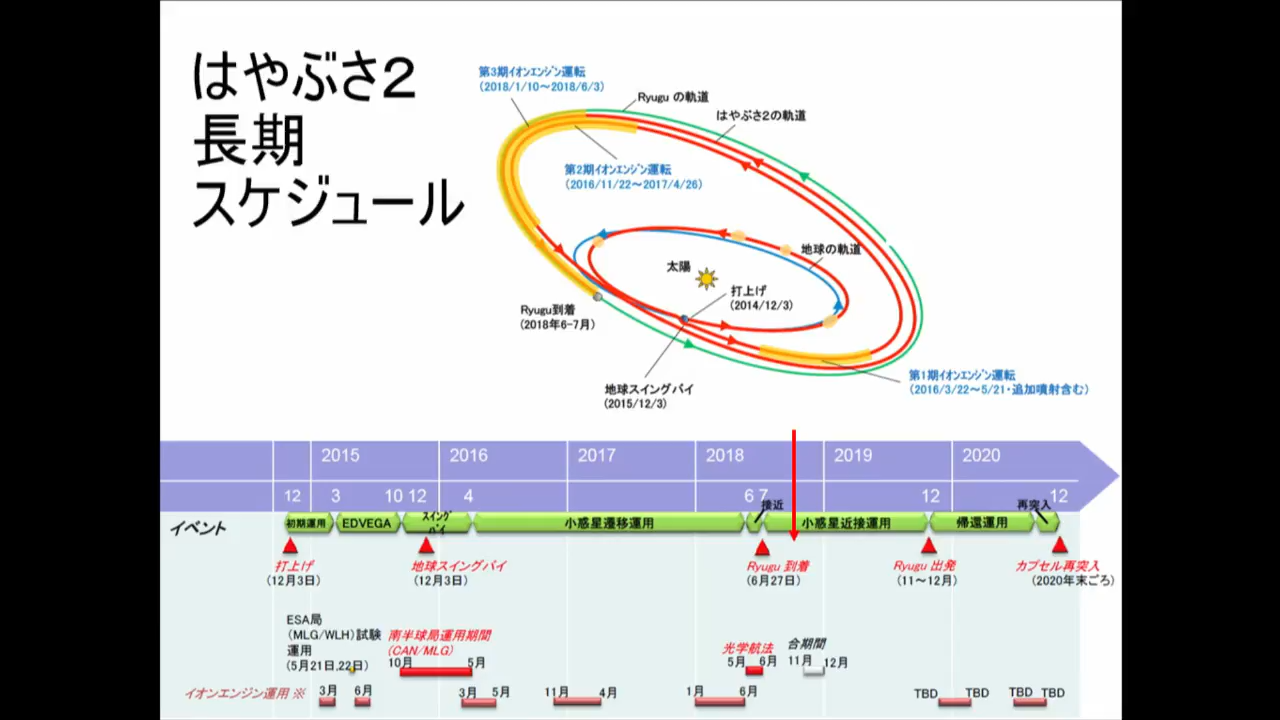 はやぶさ2
長期
スケジュール
第3期イオンエンジン運転
(2018/1/10～2018/6/3)
Ryugu の軌道
はやぶさ2の軌道
第2期イオンエンジン運転
(2016/11/22～2017/4/26)
地球の軌道
太陽
打上げ
(2014/12/3)
Ryugu到着
(2018年6-7月)
地球スイングバイ
(2015/12/3)
第1期イオンエンジン運転
(2016/3/22～5/21・追加噴射含む)
2015 2016 2017 2018 2019 2020
12 3 10 12 4 6 7 12 12
接近 再突入
イベント
初期運用 EDVEGA スイングバイ 小惑星遷移運用 小惑星近接運用 帰還運用
打上げ 地球スイングバイ Ryugu 到着 Ryugu 出発 カプセル再突入
(12月3日) (12月3日) (6月27日) (11～12月) (2020年末ごろ)
ESA局
(MLG/WLH)試験
運用
(5月21日,22日)
南半球局運用期間
(CAN/MLG)
10月 5月
光学航法
5月 6月
合期間
11月 12月
イオンエンジン運用 ※
3月 6月 3月 5月 11月 4月 1月 6月 TBD TBD TBD TBD